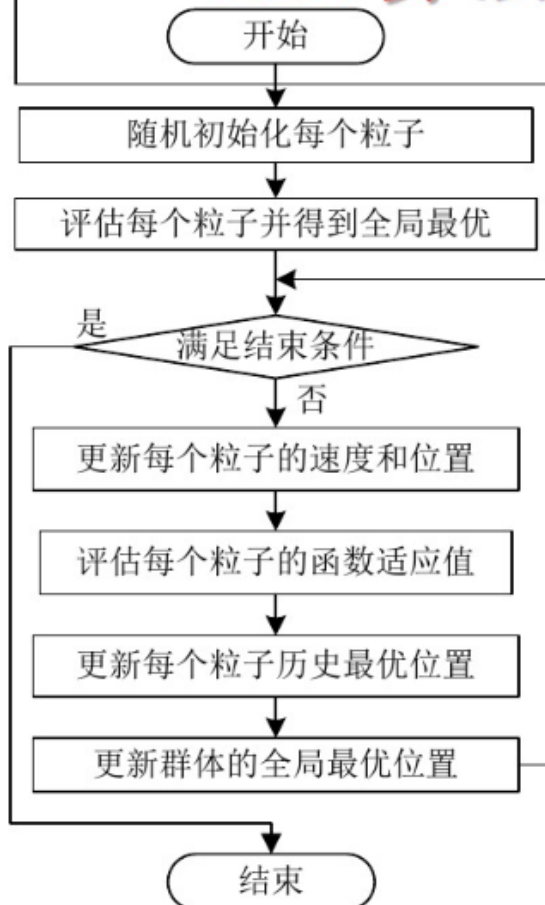 开始
随机初始化每个粒子
评估每个粒子并得到全局最优
是
满足结束条件
否
更新每个粒子的速度和位置
评估每个粒子的函数适应值
更新每个粒子历史最优位置
更新群体的全局最优位置
结束